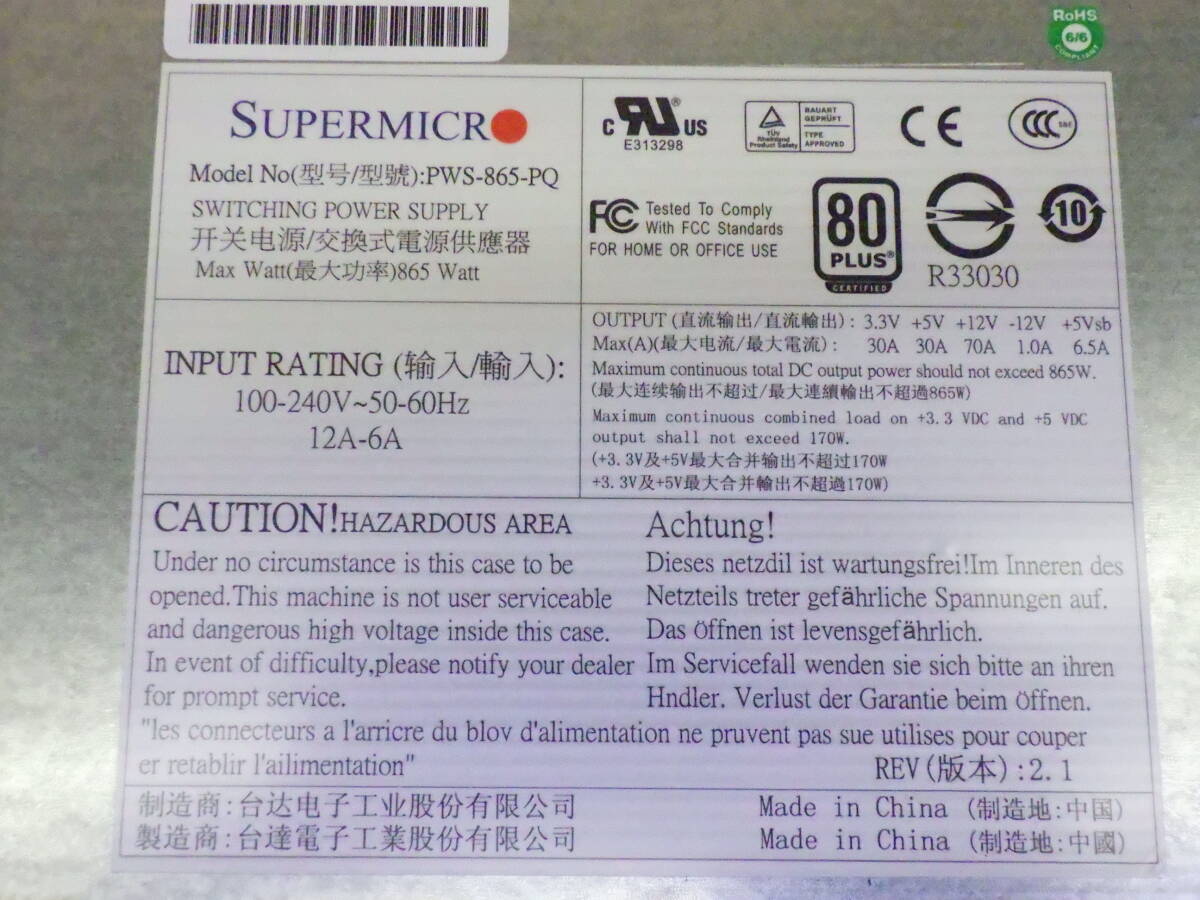 RoHS
6/6
COMPLIANT
SUPERMICRO
Model No(型号/型號):PWS-865-PQ
SWITCHING POWER SUPPLY
开关电源/交換式電源供應器
Max Watt(最大功率)865 Watt
C RU® US
E313298
TÜV
Rheinland
Product Safety
BAUART
GEPRÜFT
TYPE
APPROVED
CE
CCC S&E
FC Tested To Comply
With FCC Standards
FOR HOME OR OFFICE USE
80
PLUS®
CERTIFIED
R33030
10
INPUT RATING (输入/輸入):
100-240V~50-60Hz
12A-6A
OUTPUT (直流输出/直流輸出): 3.3V +5V +12V -12V +5Vsb
Max(A)(最大电流/最大電流): 30A 30A 70A 1.0A 6.5A
Maximum continuous total DC output power should not exceed 865W.
(最大连续输出不超过/最大連續輸出不超過865W)
Maximum continuous combined load on +3.3 VDC and +5 VDC
output shall not exceed 170W.
(+3.3V及+5V最大合并输出不超过170W
+3.3V及+5V最大合并輸出不超過170W)
CAUTION!HAZARDOUS AREA
Under no circumstance is this case to be
opened.This machine is not user serviceable
and dangerous high voltage inside this case.
In event of difficulty,please notify your dealer
for prompt service.
Achtung!
Dieses netzdil ist wartungsfrei!Im Inneren des
Netzteils treter gefährliche Spannungen auf.
Das Öffnen ist levensgefährlich.
Im Servicefall wenden sie sich bitte an ihren
Hndler. Verlust der Garantie beim Öffnen.
"les connecteurs a l'arricre du blov d'alimentation ne pruvent pas sue utilises pour couper
er retablir l'ailimentation"
REV(版本):2.1
制造商:台达电子工业股份有限公司 Made in China (制造地:中国)
製造商:台達電子工業股份有限公司 Made in China (制造地:中國)